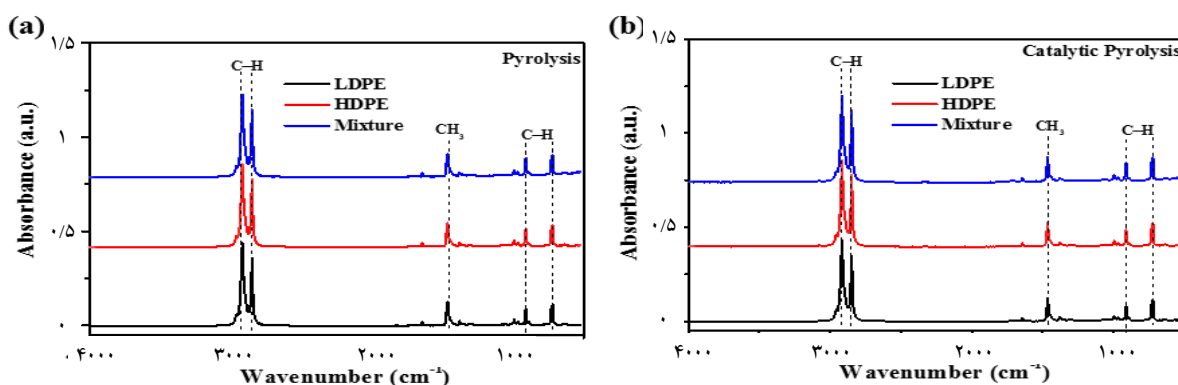 (a)
Pyrolysis
C–H
LDPE
HDPE
Mixture
CH₃
C–H
Absorbance (a.u.)
۱/۵
۱
۰/۵
۰
۰ ۴۰۰۰
۳۰۰۰
۲۰۰۰
۱۰۰۰
Wavenumber (cm⁻¹)
(b)
Catalytic Pyrolysis
C–H
LDPE
HDPE
Mixture
CH₃
C–H
Absorbance (a.u.)
۱/۵
۱
۰/۵
۰
۴۰۰۰
۳۰۰۰
۲۰۰۰
۱۰۰۰
Wavenumber (cm⁻¹)